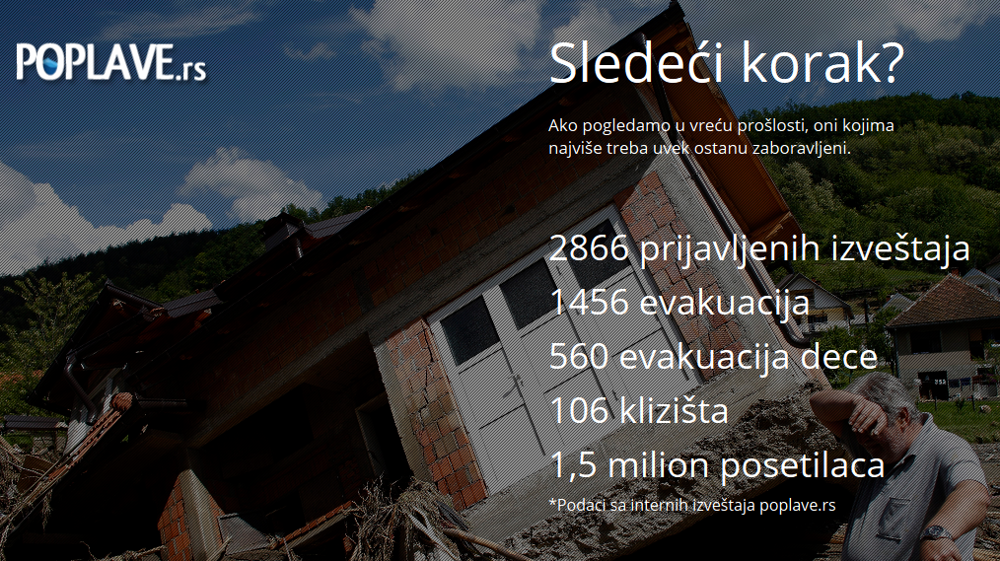 POPLAVE.rs
Sledeći korak?
Ako pogledamo u vreću prošlosti, oni kojima
najviše treba uvek ostanu zaboravljeni.
2866 prijavljenih izveštaja
1456 evakuacija
560 evakuacija dece
106 klizišta
1,5 milion posetilaca
*Podaci sa internih izveštaja poplave.rs